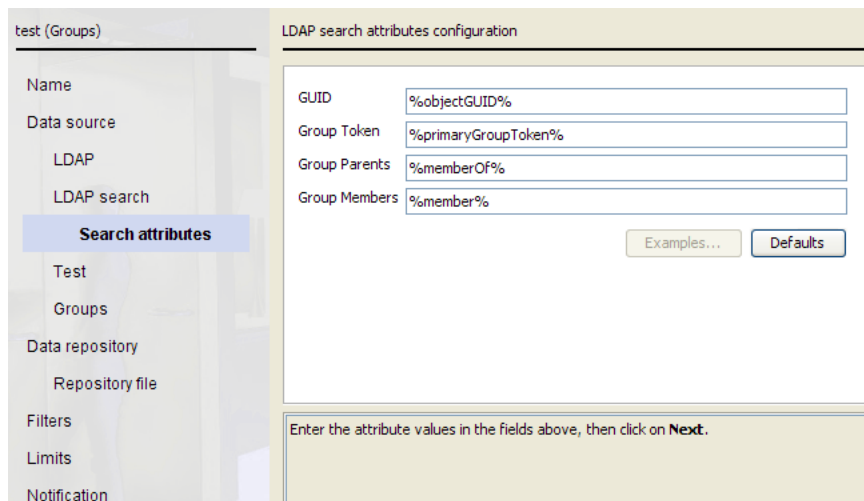 test (Groups)
LDAP search attributes configuration
Name
Data source
LDAP
LDAP search
Search attributes
Test
Groups
Data repository
Repository file
Filters
Limits
Notification
GUID %objectGUID%
Group Token %primaryGroupToken%
Group Parents %memberOf%
Group Members %member%
Examples... Defaults
Enter the attribute values in the fields above, then click on Next.